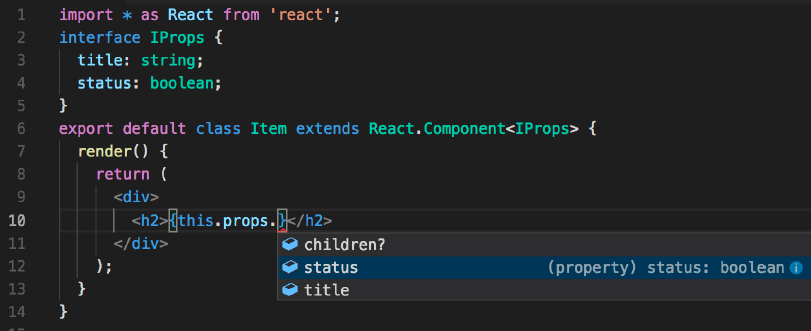 1 import * as React from 'react';
2 interface IProps {
3 title: string;
4 status: boolean;
5 }
6 export default class Item extends React.Component<IProps> {
7 render() {
8 return (
9 <div>
10 <h2>{this.props.}</h2>
children?
11 </div>
status (property) status: boolean
12 );
title
13 }
14 }